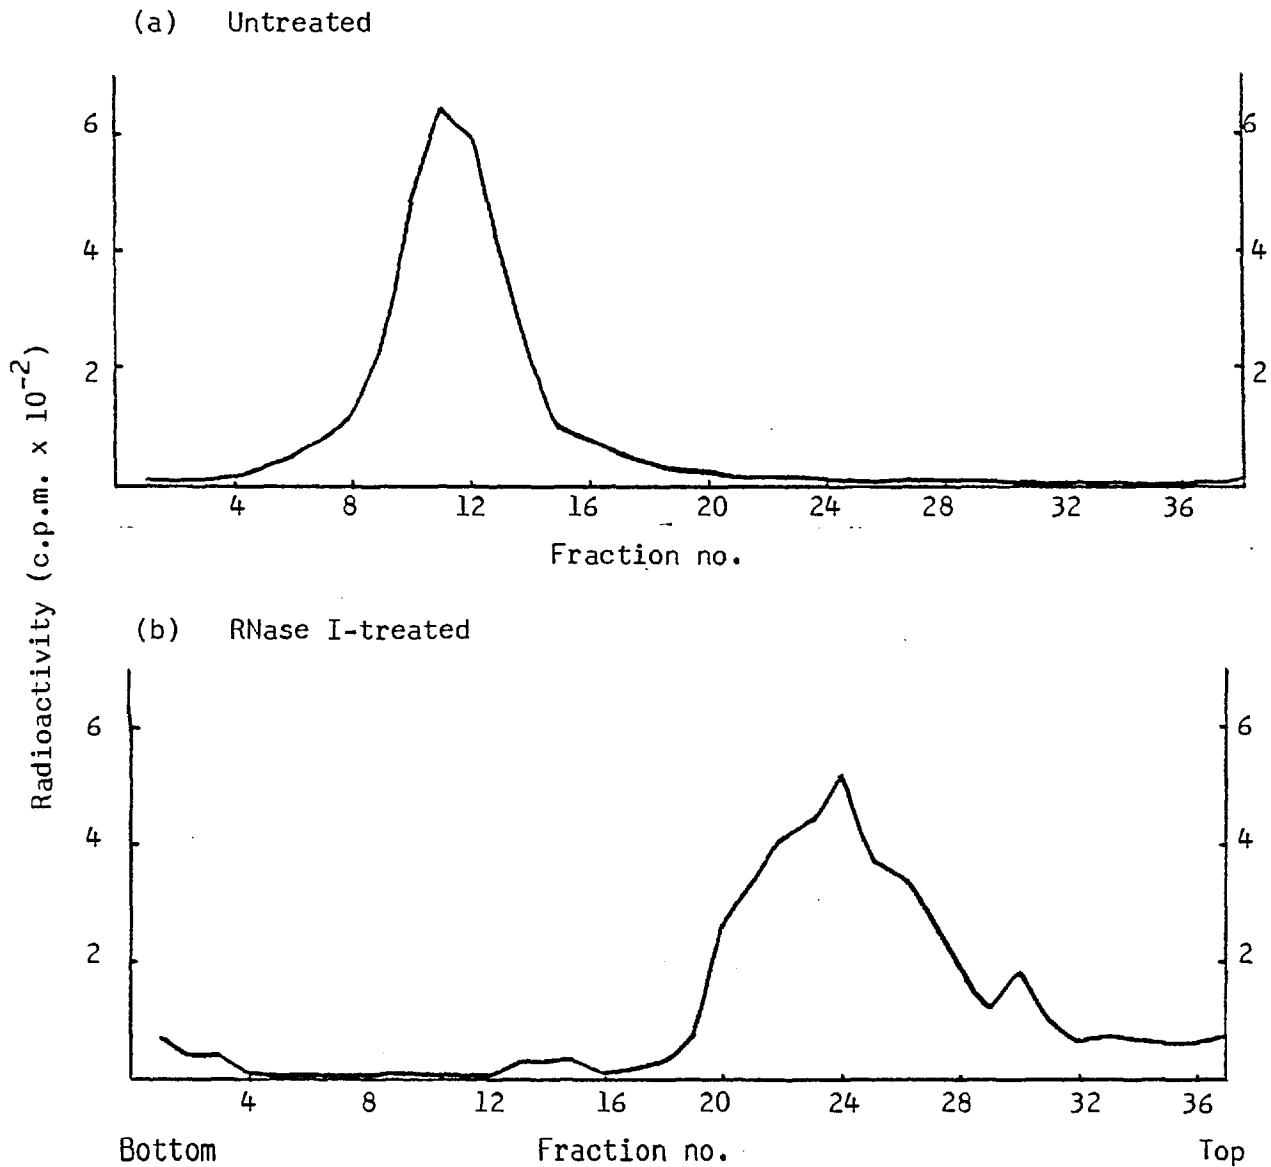 (a) Untreated
6 6
4 4
2 2
4 8 12 16 20 24 28 32 36
Fraction no.
Radioactivity (c.p.m. x 10⁻²)
(b) RNase I-treated
6 6
4 4
2 2
4 8 12 16 20 24 28 32 36
Bottom Fraction no. Top